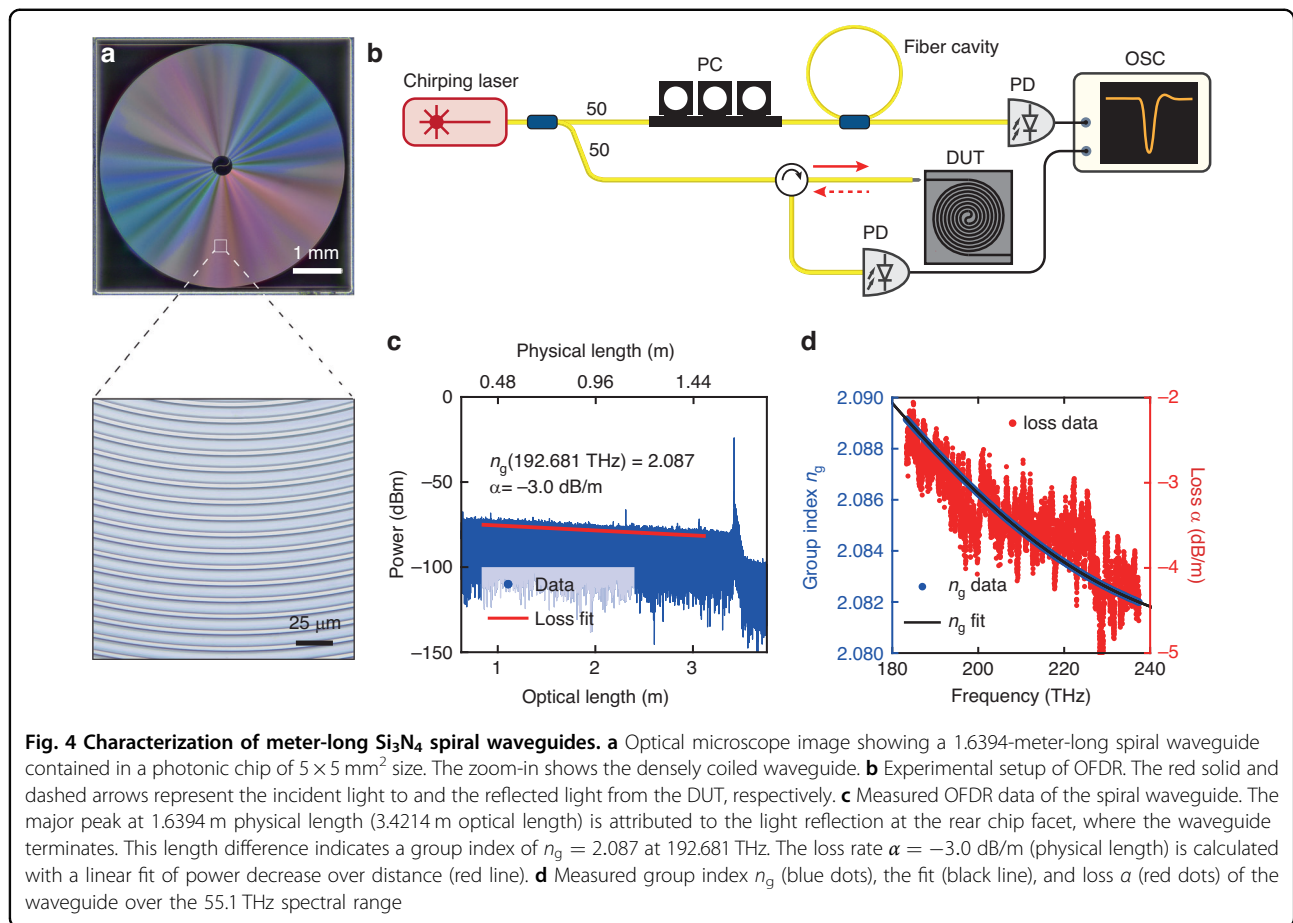 a
1 mm
25 μm
b
Chirping laser
50
50
PC
Fiber cavity
PD
OSC
DUT
PD
c
Physical length (m)
0.48 0.96 1.44
0
−50
−100
−150
Power (dBm)
ng(192.681 THz) = 2.087
α= −3.0 dB/m
Data
Loss fit
1 2 3
Optical length (m)
d
2.090
2.088
2.086
2.084
2.082
2.080
Group index ng
loss data
ng data
ng fit
−2
−3
−4
−5
Loss α (dB/m)
180 200 220 240
Frequency (THz)
Fig. 4 Characterization of meter-long Si3N4 spiral waveguides. a Optical microscope image showing a 1.6394-meter-long spiral waveguide
contained in a photonic chip of 5 × 5 mm2 size. The zoom-in shows the densely coiled waveguide. b Experimental setup of OFDR. The red solid and
dashed arrows represent the incident light to and the reflected light from the DUT, respectively. c Measured OFDR data of the spiral waveguide. The
major peak at 1.6394 m physical length (3.4214 m optical length) is attributed to the light reflection at the rear chip facet, where the waveguide
terminates. This length difference indicates a group index of ng = 2.087 at 192.681 THz. The loss rate α = −3.0 dB/m (physical length) is calculated
with a linear fit of power decrease over distance (red line). d Measured group index ng (blue dots), the fit (black line), and loss α (red dots) of the
waveguide over the 55.1 THz spectral range